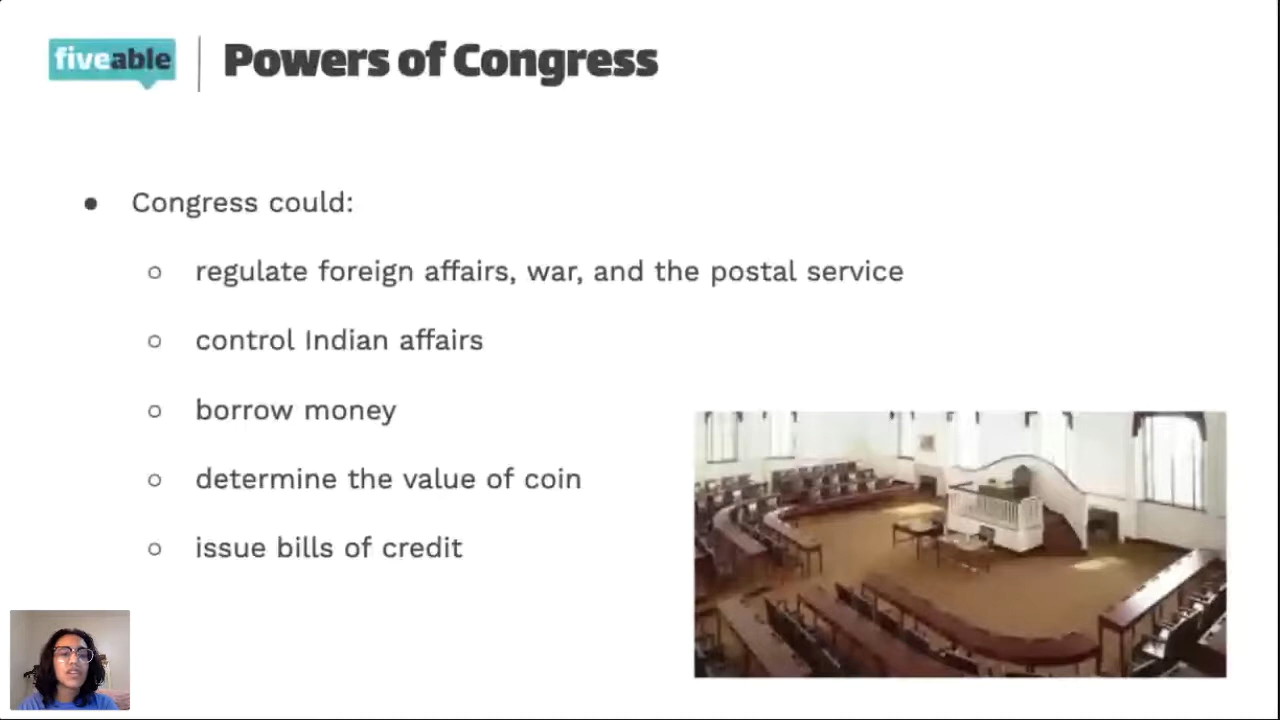 fiveable
Powers of Congress
● Congress could:
○ regulate foreign affairs, war, and the postal service
○ control Indian affairs
○ borrow money
○ determine the value of coin
○ issue bills of credit